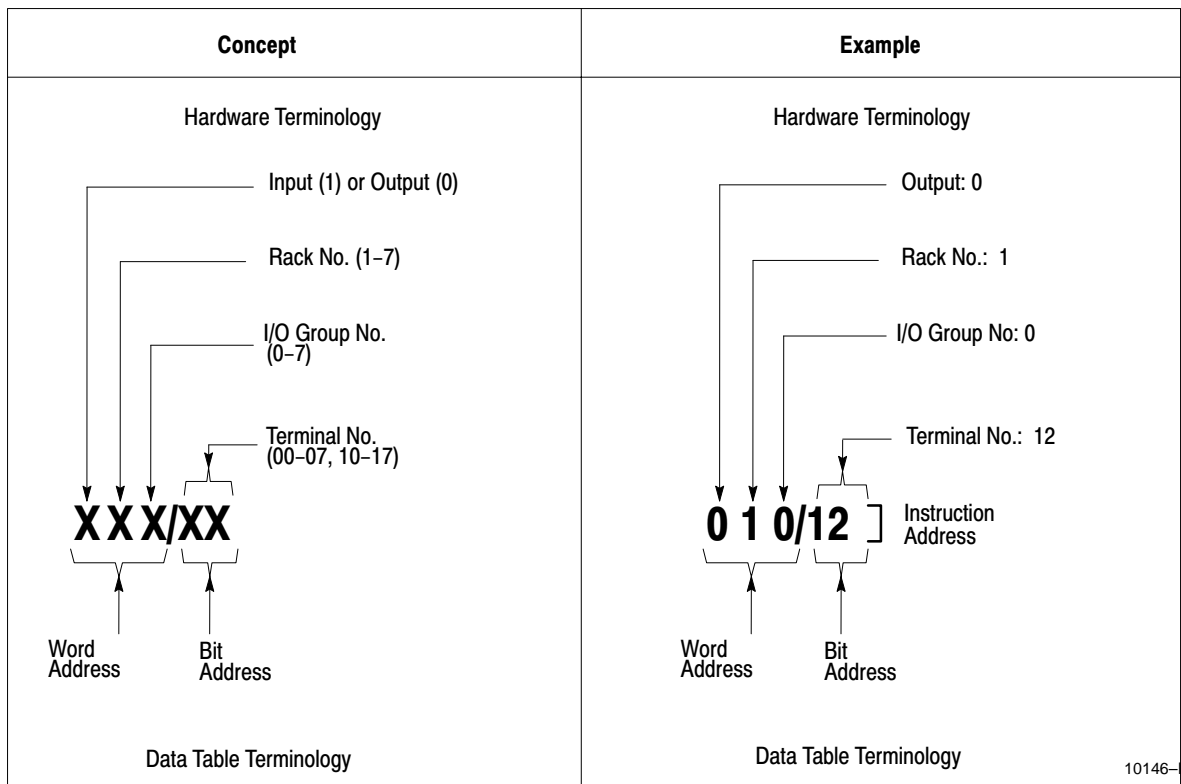 Concept
Hardware Terminology
Input (1) or Output (0)
Rack No. (1–7)
I/O Group No.
(0–7)
Terminal No.
(00–07, 10–17)
X X X/XX
Word
Address
Bit
Address
Data Table Terminology
Example
Hardware Terminology
Output: 0
Rack No.: 1
I/O Group No: 0
Terminal No.: 12
0 1 0/12
Instruction
Address
Word
Address
Bit
Address
Data Table Terminology
10146–I